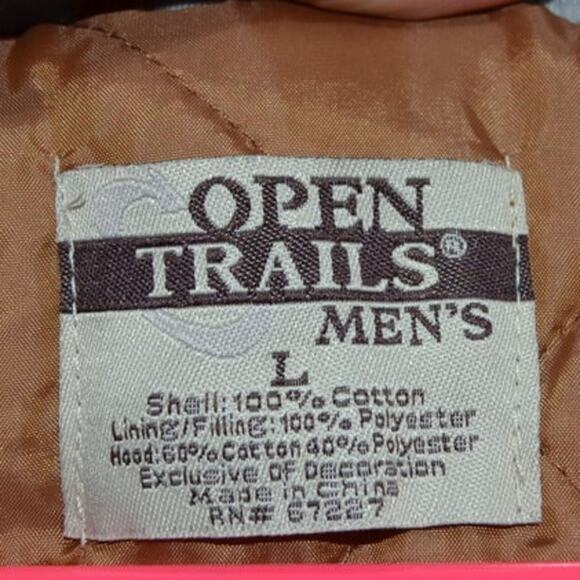 OPEN
TRAILS®
MEN'S
L
Shell: 100% Cotton
Lining/Filling: 100% Polyester
Hood: 60% Cotton 40% Polyester
Exclusive Of Decoration
Made in China
RN# 67227